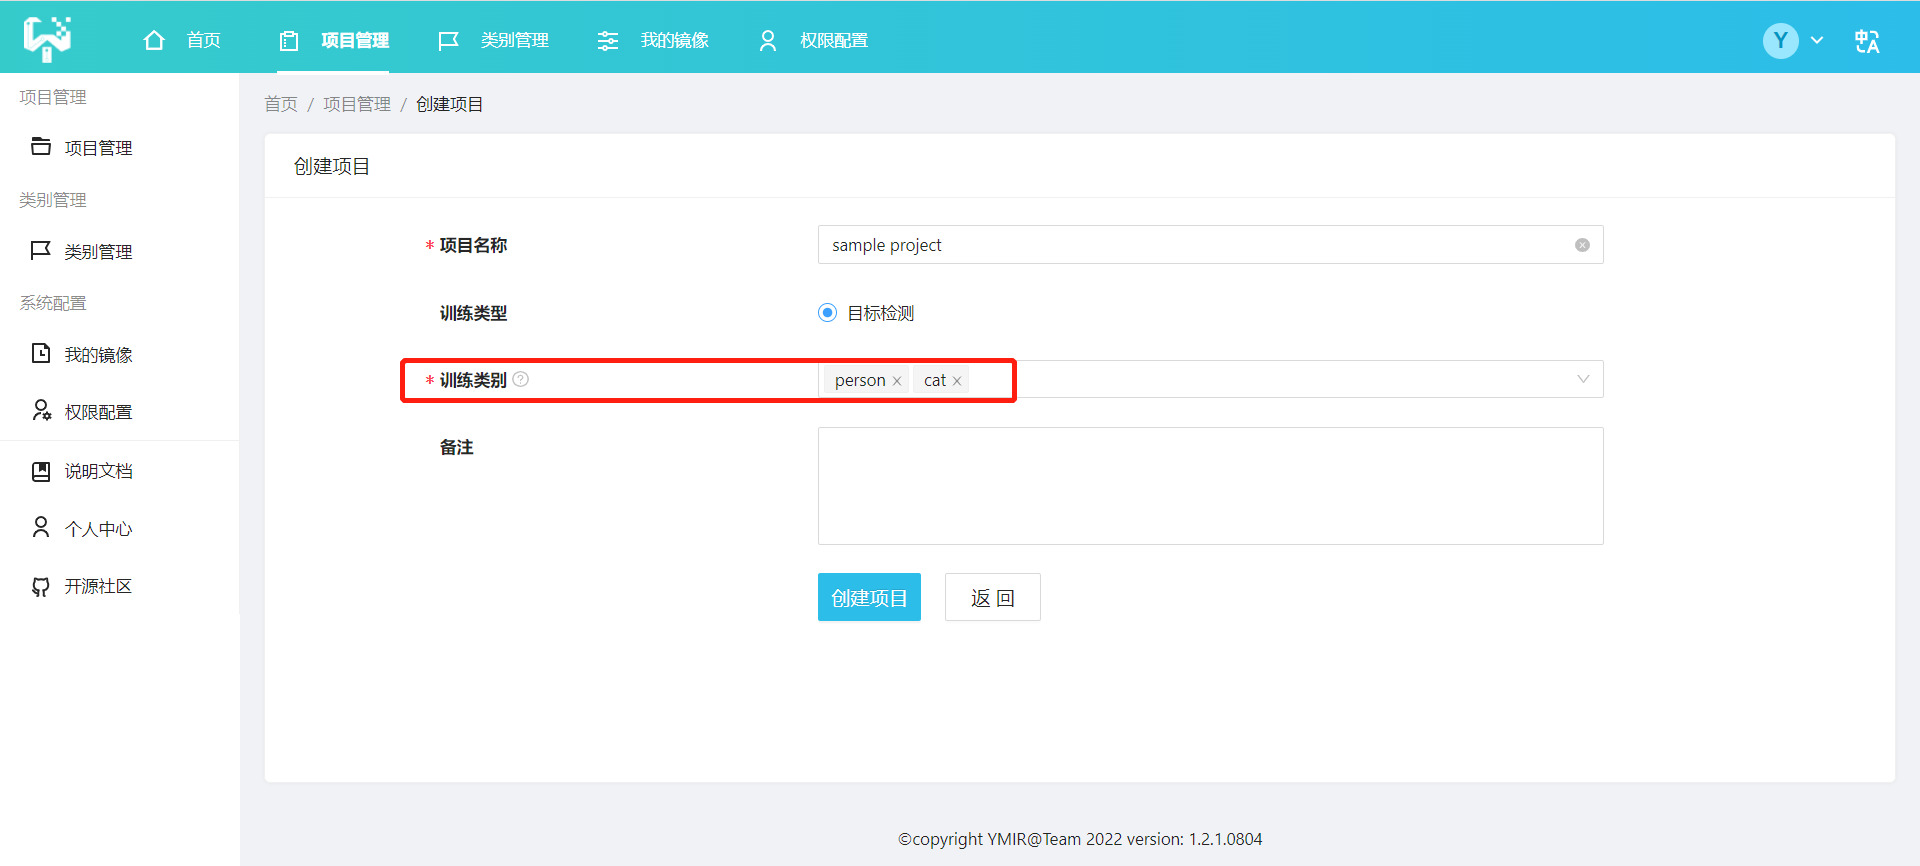 首页 项目管理 类别管理 我的镜像 权限配置 Y 中A
项目管理
项目管理
类别管理
类别管理
系统配置
我的镜像
权限配置
说明文档
个人中心
开源社区
首页 / 项目管理 / 创建项目
创建项目
* 项目名称 sample project
训练类型 目标检测
* 训练类别 ? person × cat ×
备注
创建项目 返 回
©copyright YMIR@Team 2022 version: 1.2.1.0804